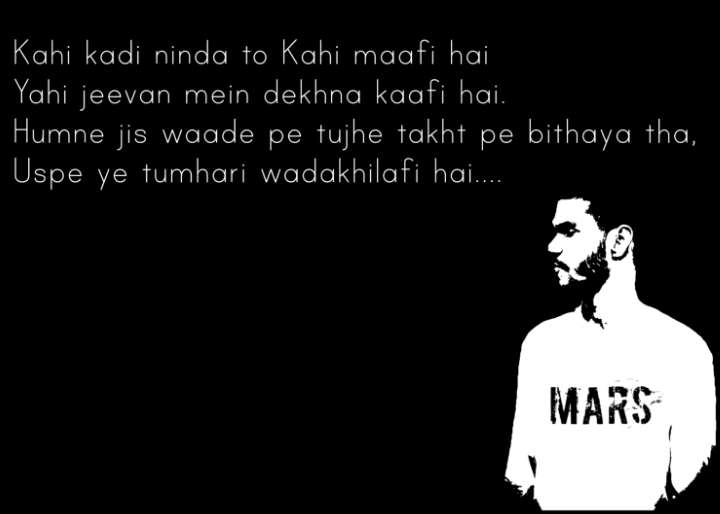 Kahi kadi ninda to Kahi maafi hai
Yahi jeevan mein dekhna kaafi hai.
Humne jis waade pe tujhe takht pe bithaya tha,
Uspe ye tumhari wadakhilafi hai....
MARS